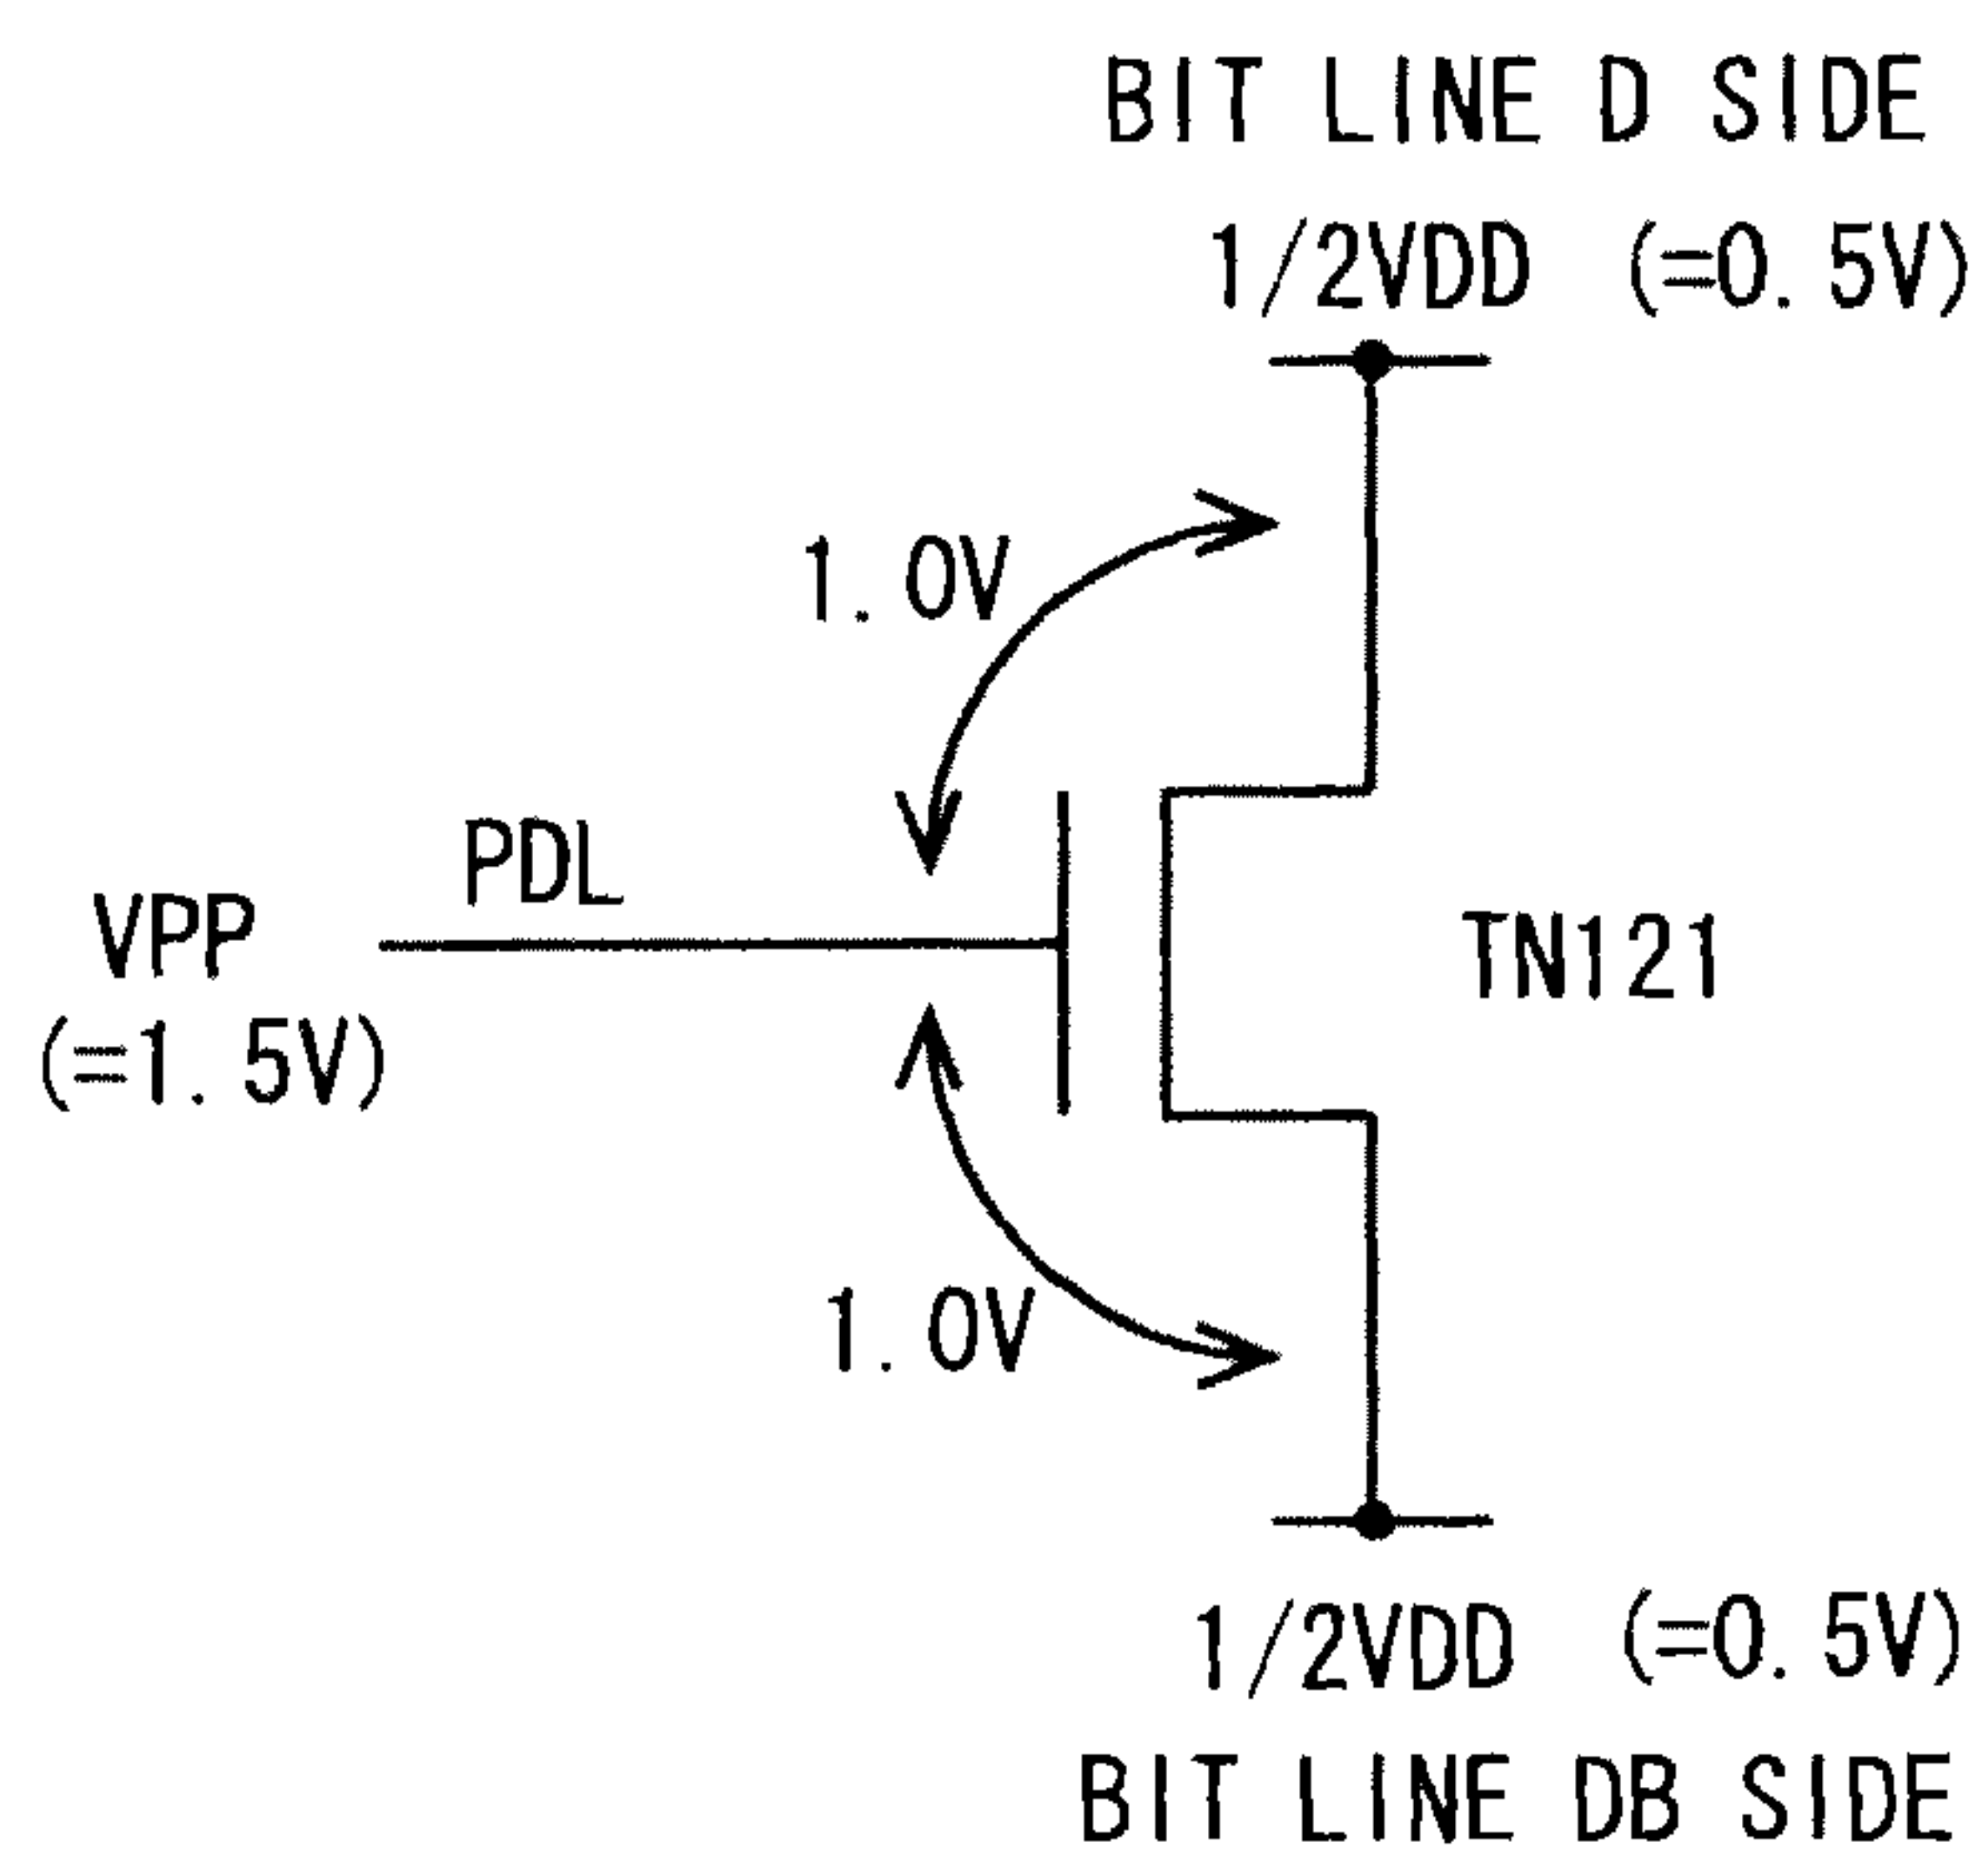 BIT LINE D SIDE
1/2VDD (=0.5V)
1.0V
PDL
VPP
(=1.5V)
TN121
1.0V
1/2VDD (=0.5V)
BIT LINE DB SIDE